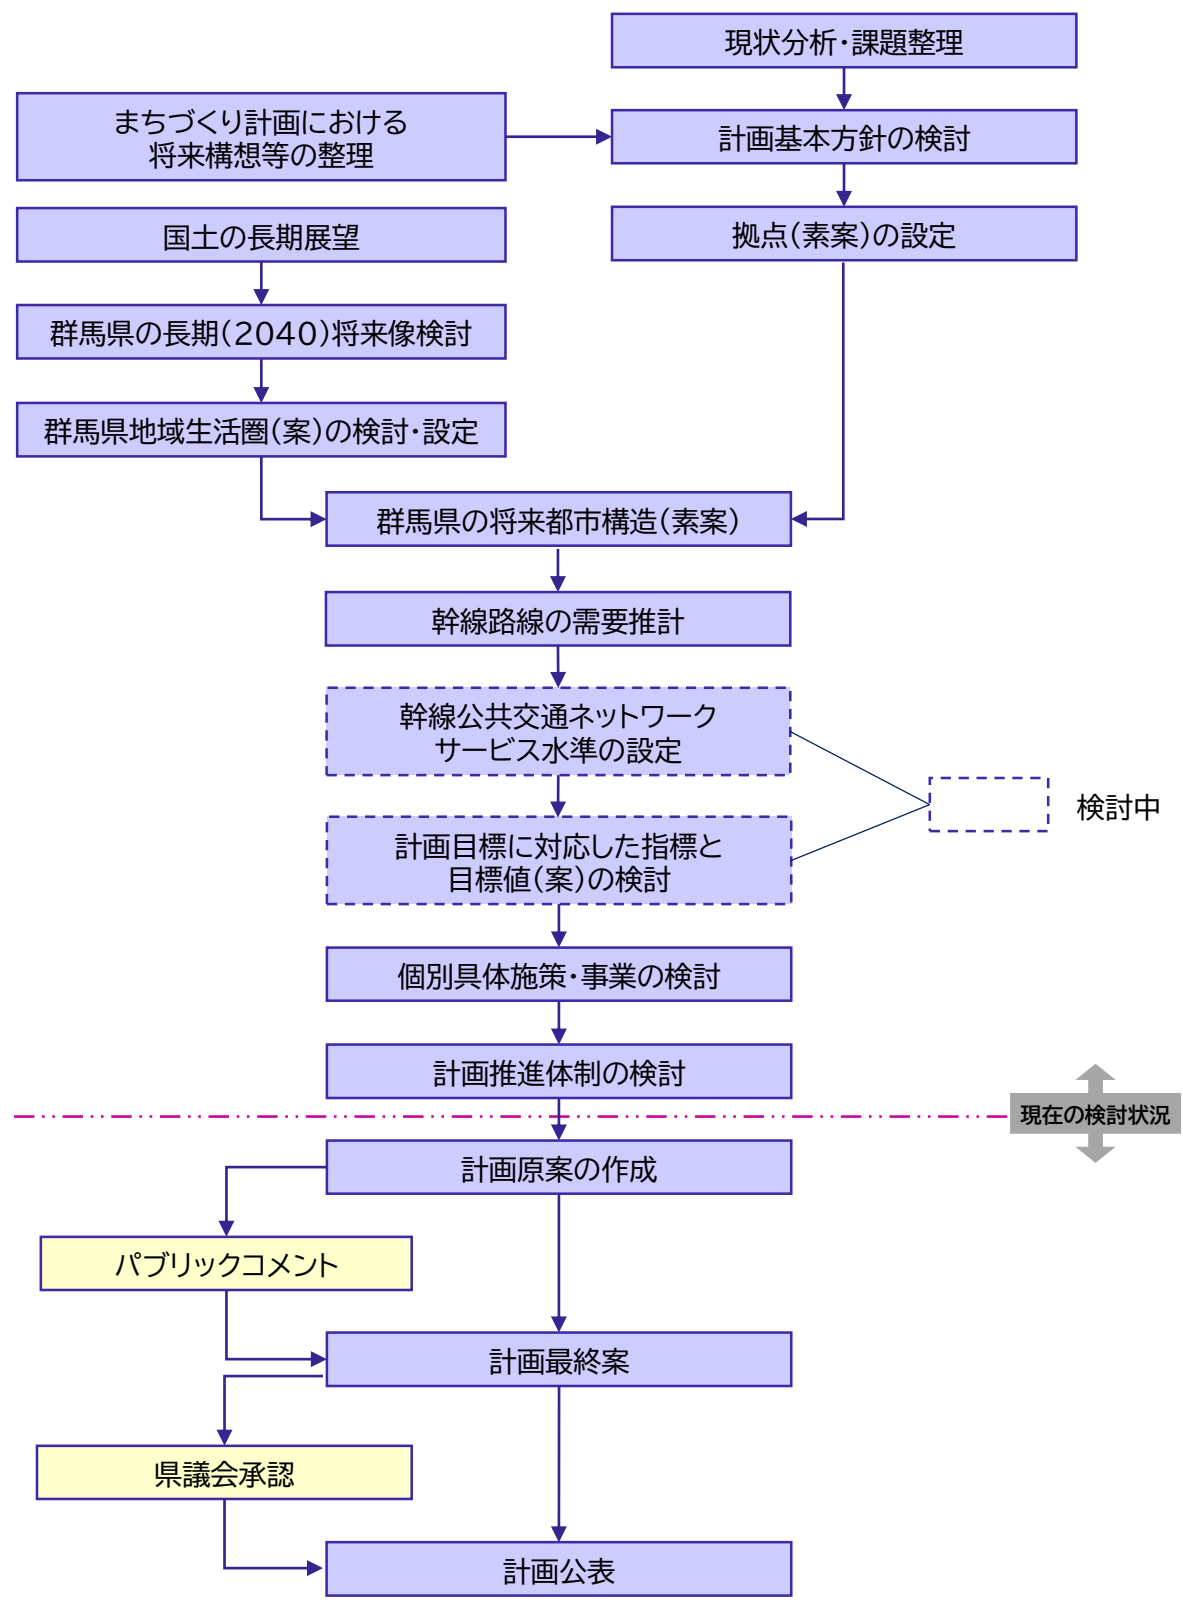 現状分析・課題整理
まちづくり計画における
将来構想等の整理
計画基本方針の検討
拠点（素案）の設定
国土の長期展望
群馬県の長期（2040）将来像検討
群馬県地域生活圏（案）の検討・設定
群馬県の将来都市構造（素案）
幹線路線の需要推計
幹線公共交通ネットワーク
サービス水準の設定
検討中
計画目標に対応した指標と
目標値（案）の検討
個別具体施策・事業の検討
計画推進体制の検討
現在の検討状況
計画原案の作成
パブリックコメント
計画最終案
県議会承認
計画公表